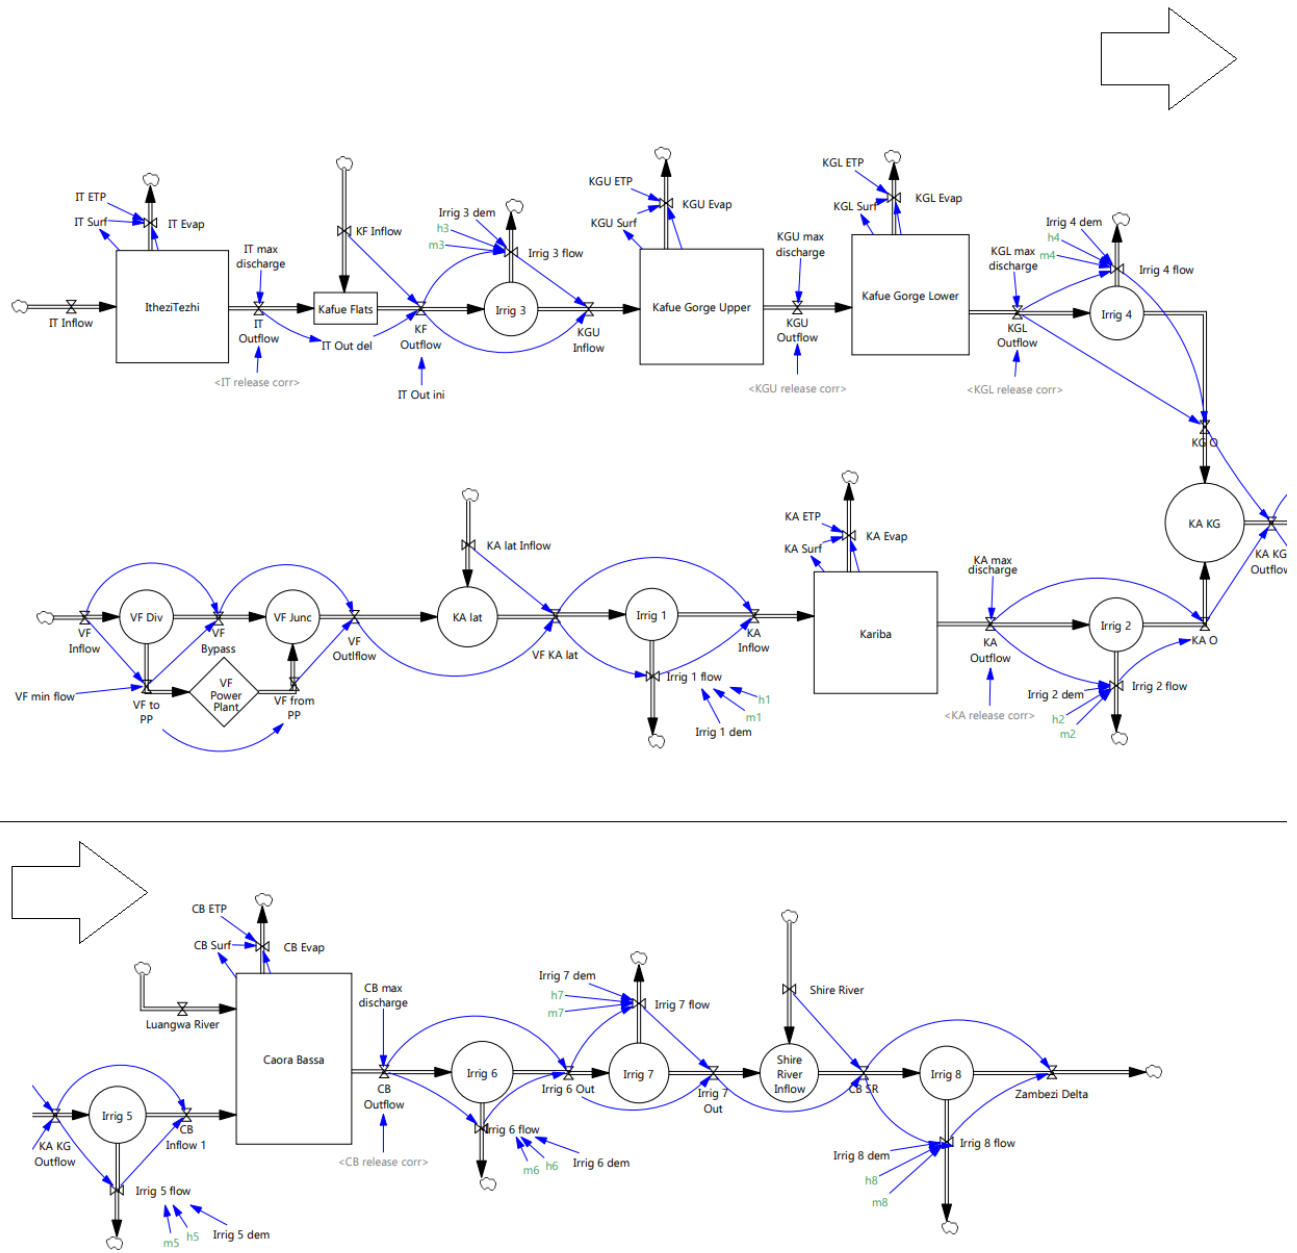 IT ETP
IT Surf
IT Evap
IT Inflow
ItheziTezhi
IT max
discharge
IT
Outflow
<IT release corr>
KF Inflow
Kafue Flats
IT Out del
KF
Outflow
IT Out ini
Irrig 3 dem
h3
m3
Irrig 3 flow
Irrig 3
KGU
Inflow
KGU ETP
KGU Surf
KGU Evap
Kafue Gorge Upper
KGU max
discharge
KGU
Outflow
<KGU release corr>
KGL ETP
KGL Surf
KGL Evap
Kafue Gorge Lower
KGL max
discharge
KGL
Outflow
<KGL release corr>
Irrig 4 dem
h4
m4
Irrig 4 flow
Irrig 4
KG O
KA KG
KA KG
Outflow
VF
Inflow
VF Div
VF
Bypass
VF Junc
VF
Outlflow
VF min flow
VF to
PP
VF
Power
Plant
VF from
PP
KA lat Inflow
KA lat
VF KA lat
Irrig 1
Irrig 1 flow
h1
m1
Irrig 1 dem
KA
Inflow
KA ETP
KA Surf
KA Evap
Kariba
KA max
discharge
KA
Outflow
<KA release corr>
Irrig 2
Irrig 2 dem
h2
m2
Irrig 2 flow
KA O
KA KG
Outflow
Irrig 5
CB
Inflow 1
Irrig 5 flow
m5
h5
Irrig 5 dem
Luangwa River
CB ETP
CB Surf
CB Evap
Caora Bassa
CB max
discharge
CB
Outflow
<CB release corr>
Irrig 6
Irrig 6 flow
m6
h6
Irrig 6 dem
Irrig 6 Out
Irrig 7 dem
h7
m7
Irrig 7 flow
Irrig 7
Irrig 7
Out
Shire River
Shire
River
Inflow
CB SR
Irrig 8
Irrig 8 dem
h8
m8
Irrig 8 flow
Zambezi Delta